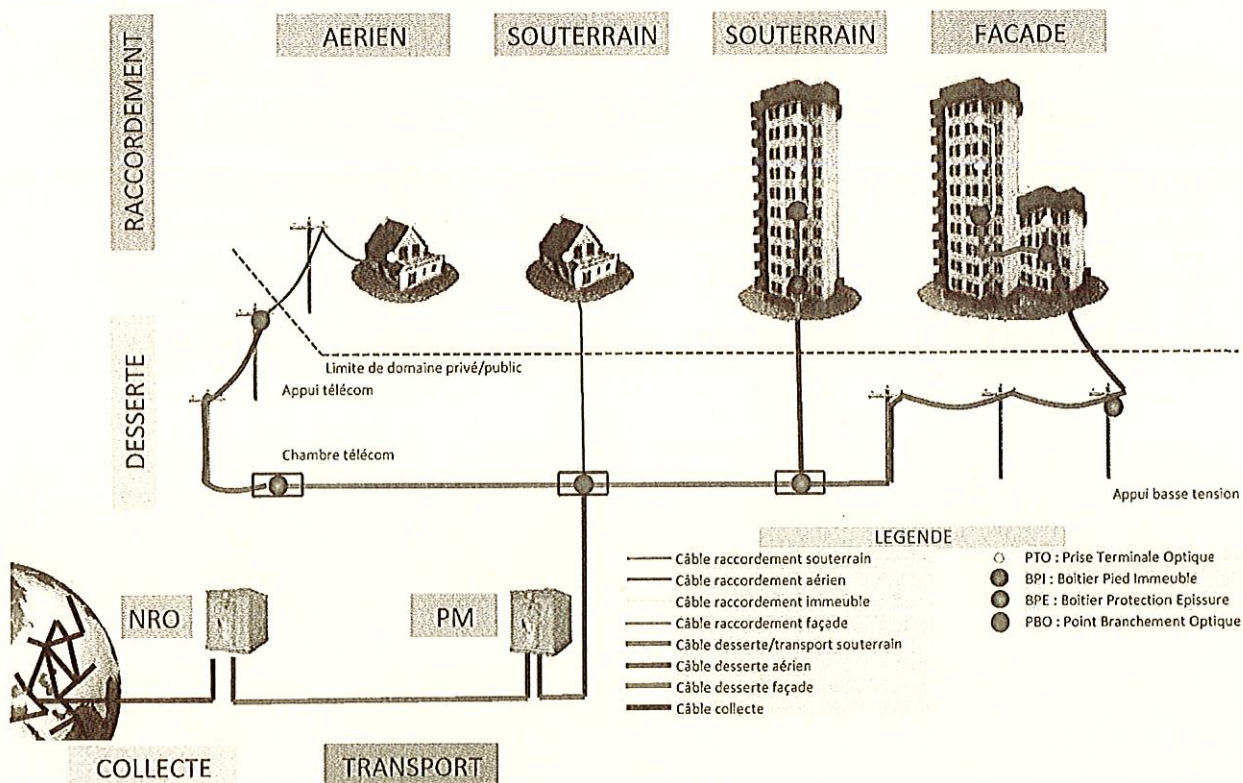 RACCORDEMENT
AERIEN
SOUTERRAIN
SOUTERRAIN
FACADE
DESSERTE
Limite de domaine privé/public
Appui télécom
Chambre télécom
Appui basse tension
LEGENDE
Câble raccordement souterrain
Câble raccordement aérien
Câble raccordement immeuble
Câble raccordement façade
Câble desserte/transport souterrain
Câble desserte aérien
Câble desserte façade
Câble collecte
PTO : Prise Terminale Optique
BPI : Boitier Pied Immeuble
BPE : Boitier Protection Epissure
PBO : Point Branchement Optique
NRO
PM
COLLECTE
TRANSPORT